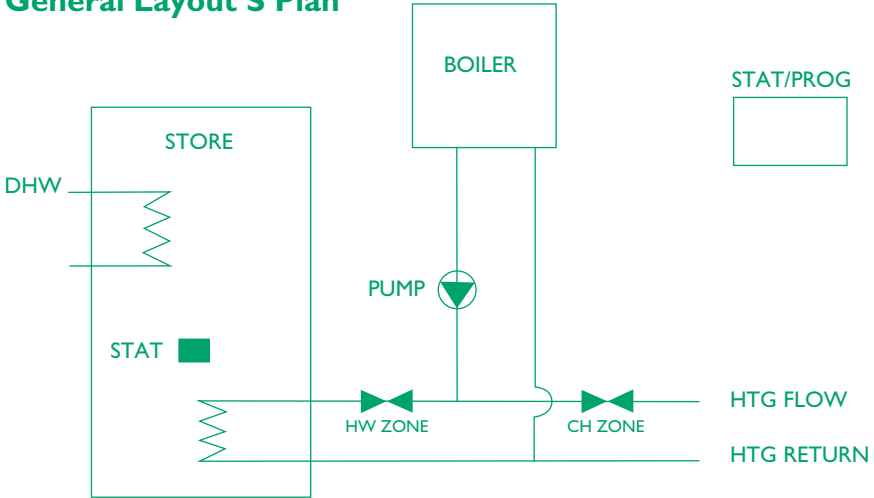 General Layout S Plan
BOILER
STAT/PROG
STORE
DHW
PUMP
STAT
HTG FLOW
HW ZONE
CH ZONE
HTG RETURN